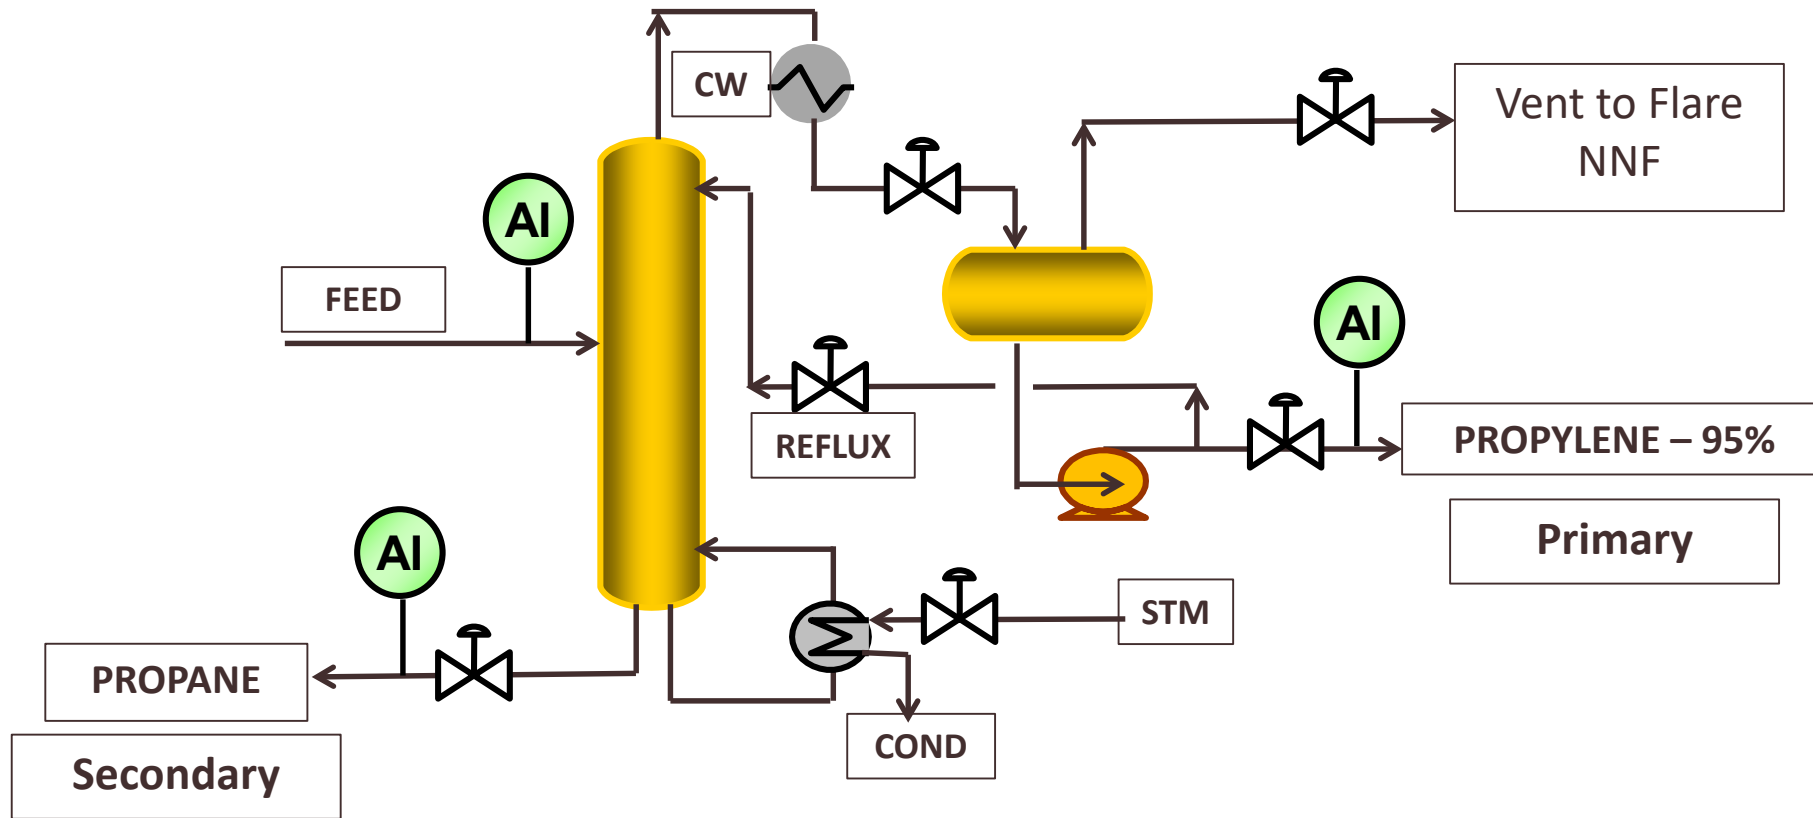 CW
Vent to Flare
NNF
AI
FEED
AI
REFLUX
PROPYLENE – 95%
Primary
AI
STM
PROPANE
COND
Secondary